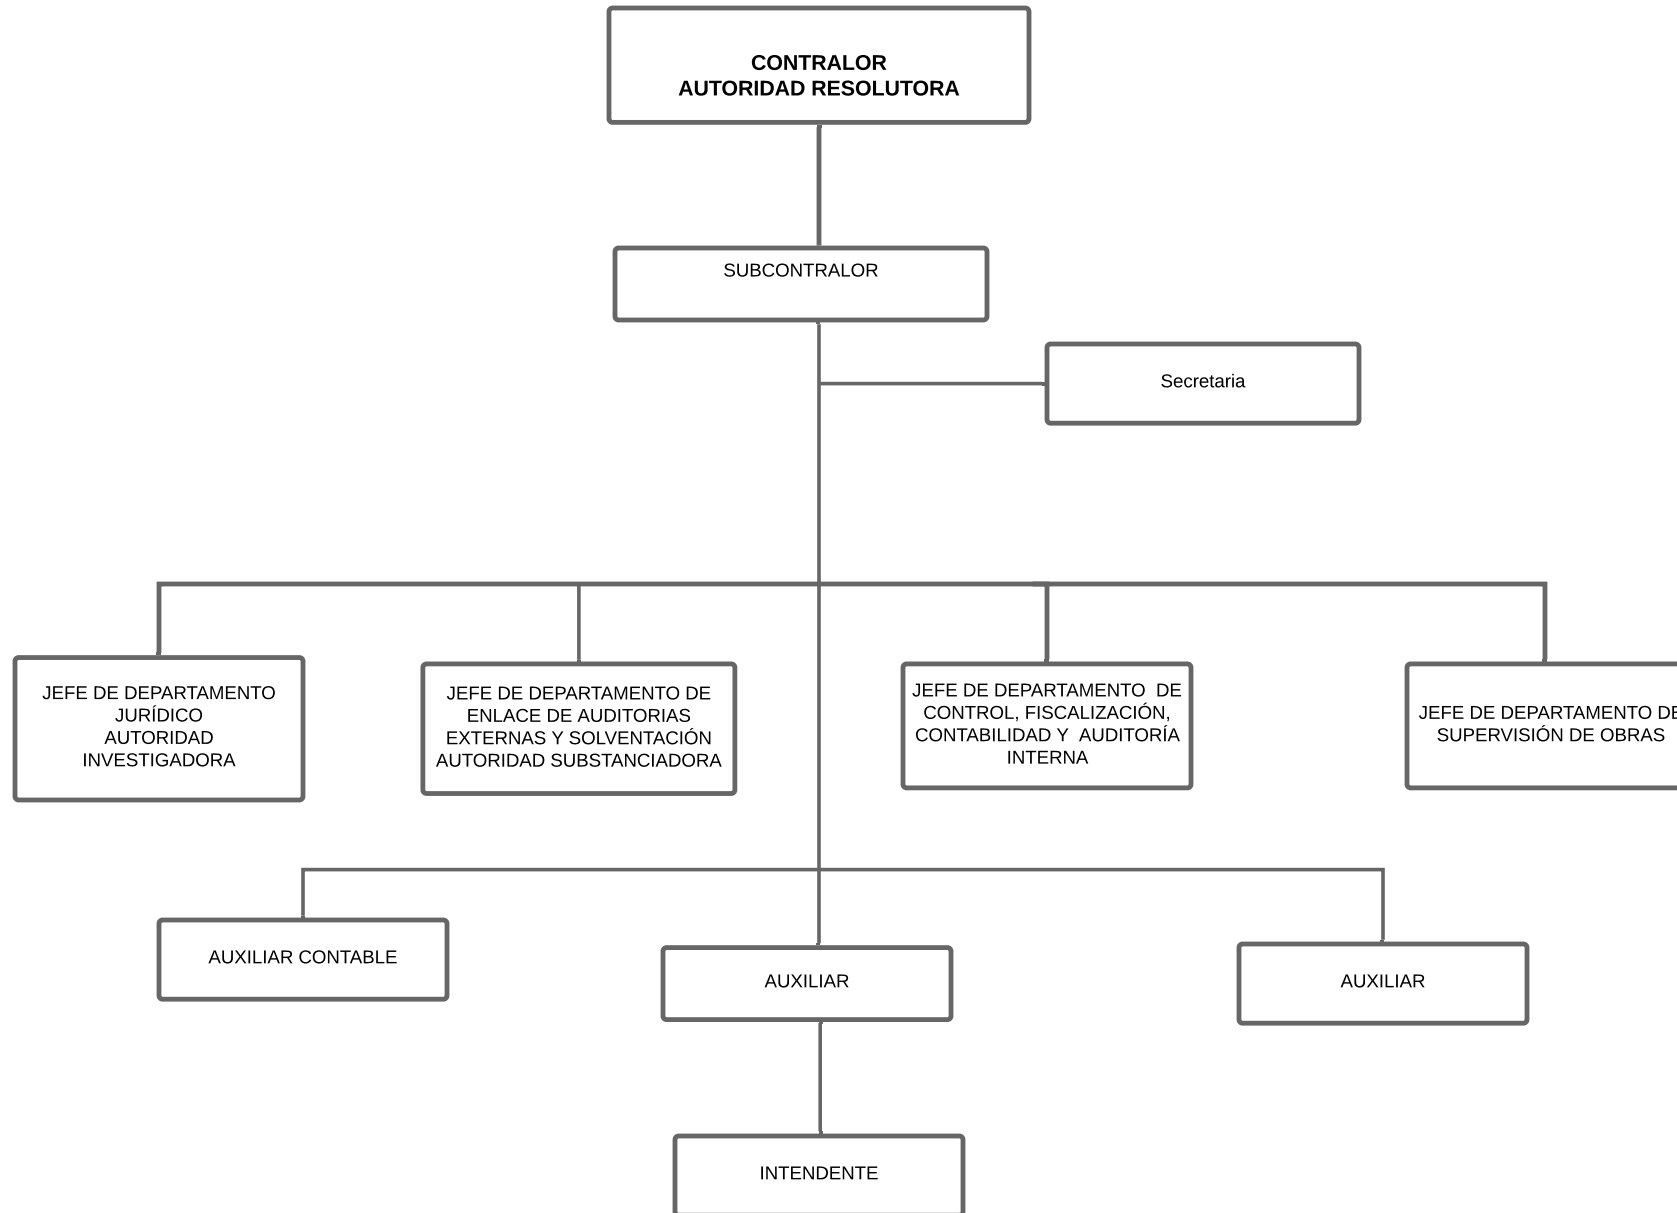 CONTRALOR
AUTORIDAD RESOLUTORA
SUBCONTRALOR
Secretaria
JEFE DE DEPARTAMENTO
JURÍDICO
AUTORIDAD
INVESTIGADORA
JEFE DE DEPARTAMENTO DE
ENLACE DE AUDITORIAS
EXTERNAS Y SOLVENTACIÓN
AUTORIDAD SUBSTANCIADORA
JEFE DE DEPARTAMENTO  DE
CONTROL, FISCALIZACIÓN,
CONTABILIDAD Y  AUDITORÍA
INTERNA
JEFE DE DEPARTAMENTO DE
SUPERVISIÓN DE OBRAS
AUXILIAR CONTABLE
AUXILIAR
AUXILIAR
INTENDENTE